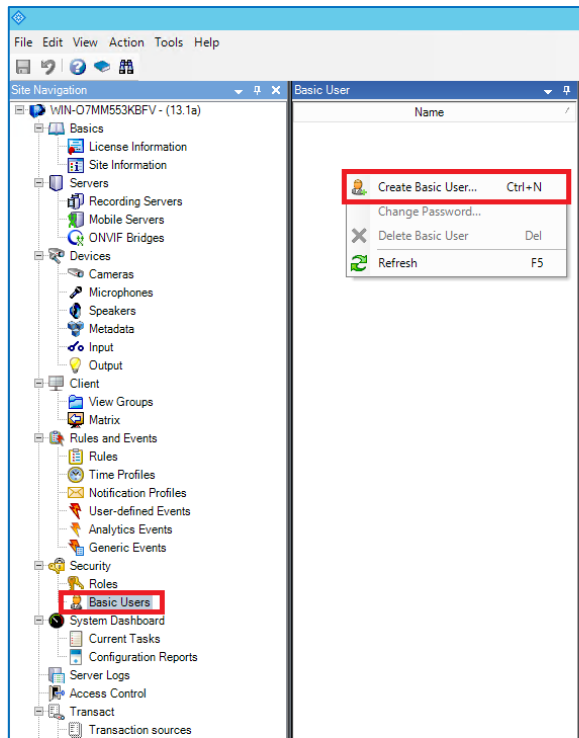 File Edit View Action Tools Help
Site Navigation
WIN-O7MM553KBFV - (13.1a)
Basics
License Information
Site Information
Servers
Recording Servers
Mobile Servers
ONVIF Bridges
Devices
Cameras
Microphones
Speakers
Metadata
Input
Output
Client
View Groups
Matrix
Rules and Events
Rules
Time Profiles
Notification Profiles
User-defined Events
Analytics Events
Generic Events
Security
Roles
Basic Users
System Dashboard
Current Tasks
Configuration Reports
Server Logs
Access Control
Transact
Transaction sources
Basic User
Name
Create Basic User... Ctrl+N
Change Password...
Delete Basic User Del
Refresh F5